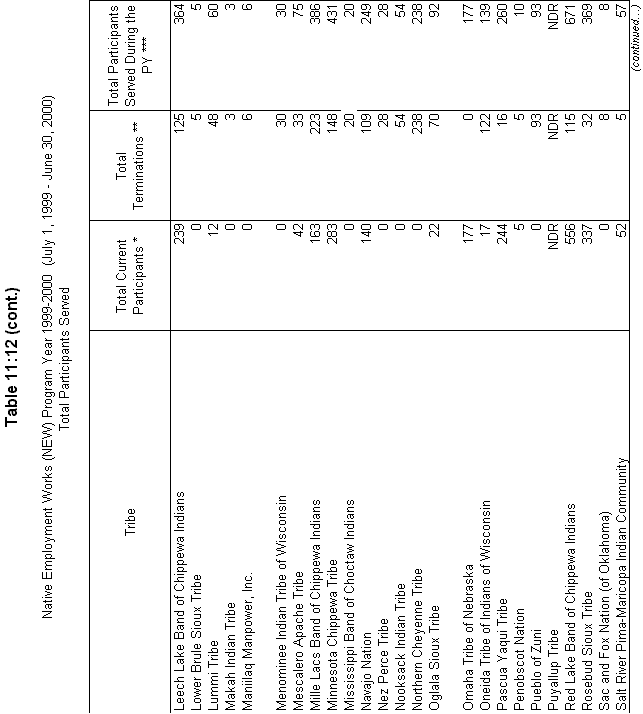 Table 11:12 (cont.)
Native Employment Works (NEW) Program Year 1999-2000 (July 1, 1999 - June 30, 2000)
Total Participants Served
Tribe Total Current Participants * Total Terminations ** Total Participants Served During the PY ***
Leech Lake Band of Chippewa Indians 239 125 364
Lower Brule Sioux Tribe 0 5 5
Lummi Tribe 12 48 60
Makah Indian Tribe 0 3 3
Maniilaq Manpower, Inc. 0 6 6
Menominee Indian Tribe of Wisconsin 0 30 30
Mescalero Apache Tribe 42 33 75
Mille Lacs Band of Chippewa Indians 163 223 386
Minnesota Chippewa Tribe 283 148 431
Mississippi Band of Choctaw Indians 0 20 20
Navajo Nation 140 109 249
Nez Perce Tribe 0 28 28
Nooksack Indian Tribe 0 54 54
Northern Cheyenne Tribe 0 238 238
Oglala Sioux Tribe 22 70 92
Omaha Tribe of Nebraska 177 0 177
Oneida Tribe of Indians of Wisconsin 17 122 139
Pascua Yaqui Tribe 244 16 260
Penobscot Nation 5 5 10
Pueblo of Zuni 0 93 93
Puyallup Tribe NDR NDR NDR
Red Lake Band of Chippewa Indians 556 115 671
Rosebud Sioux Tribe 337 32 369
Sac and Fox Nation (of Oklahoma) 0 8 8
Salt River Pima-Maricopa Indian Community 52 5 57
(continued...)